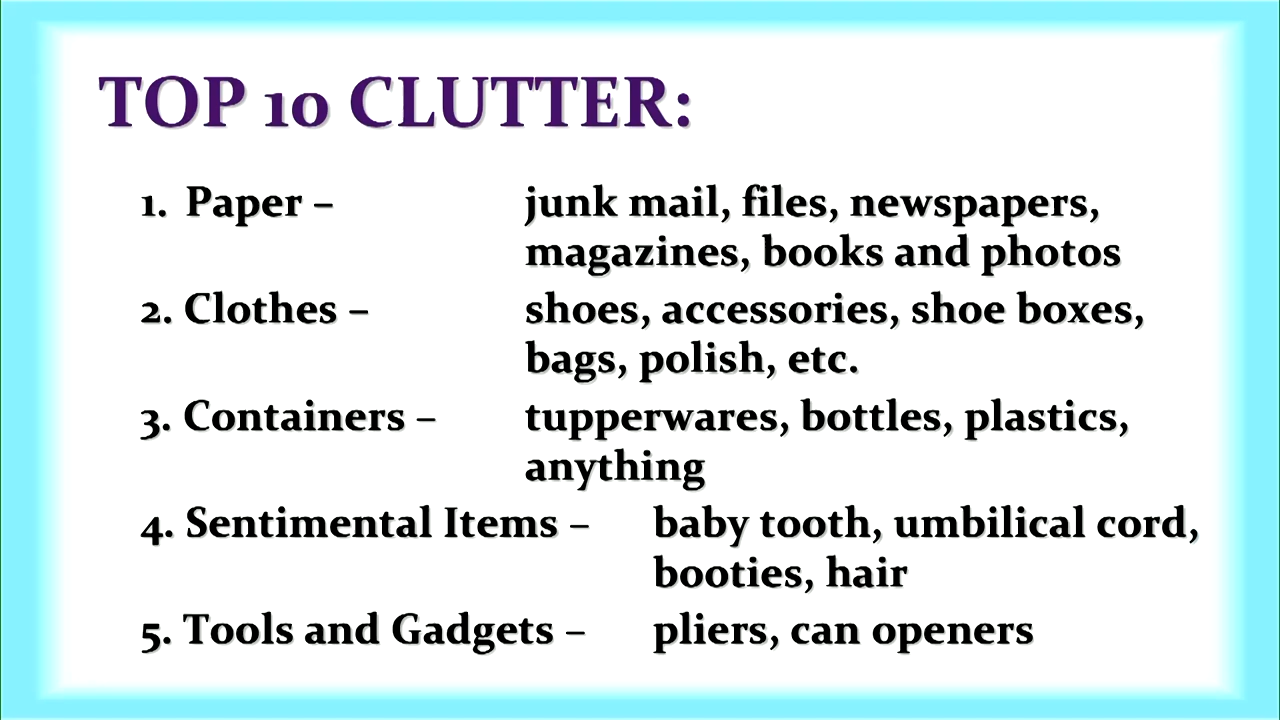 TOP 10 CLUTTER:
1. Paper – junk mail, files, newspapers,
magazines, books and photos
2. Clothes – shoes, accessories, shoe boxes,
bags, polish, etc.
3. Containers – tupperwares, bottles, plastics,
anything
4. Sentimental Items – baby tooth, umbilical cord,
booties, hair
5. Tools and Gadgets – pliers, can openers